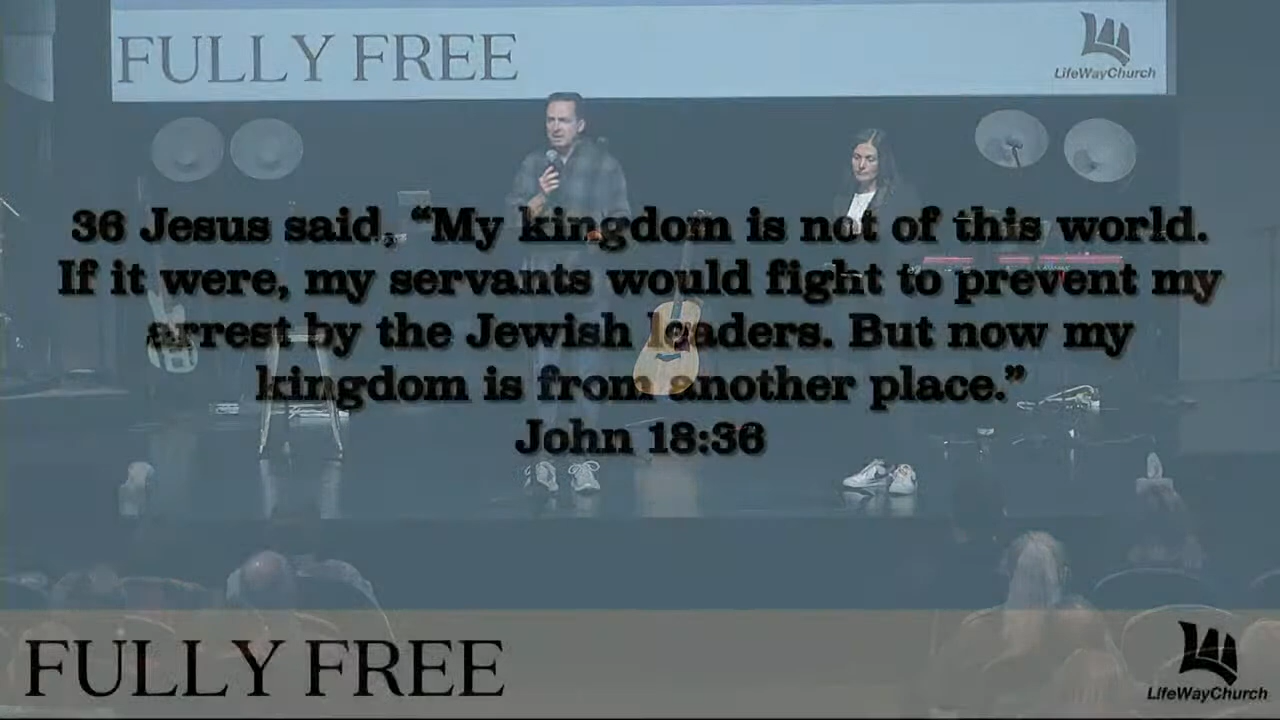 FULLY FREE
LifeWayChurch
36 Jesus said, “My kingdom is not of this world.
If it were, my servants would fight to prevent my
arrest by the Jewish leaders. But now my
kingdom is from another place.”
John 18:36
FULLY FREE
LifeWayChurch